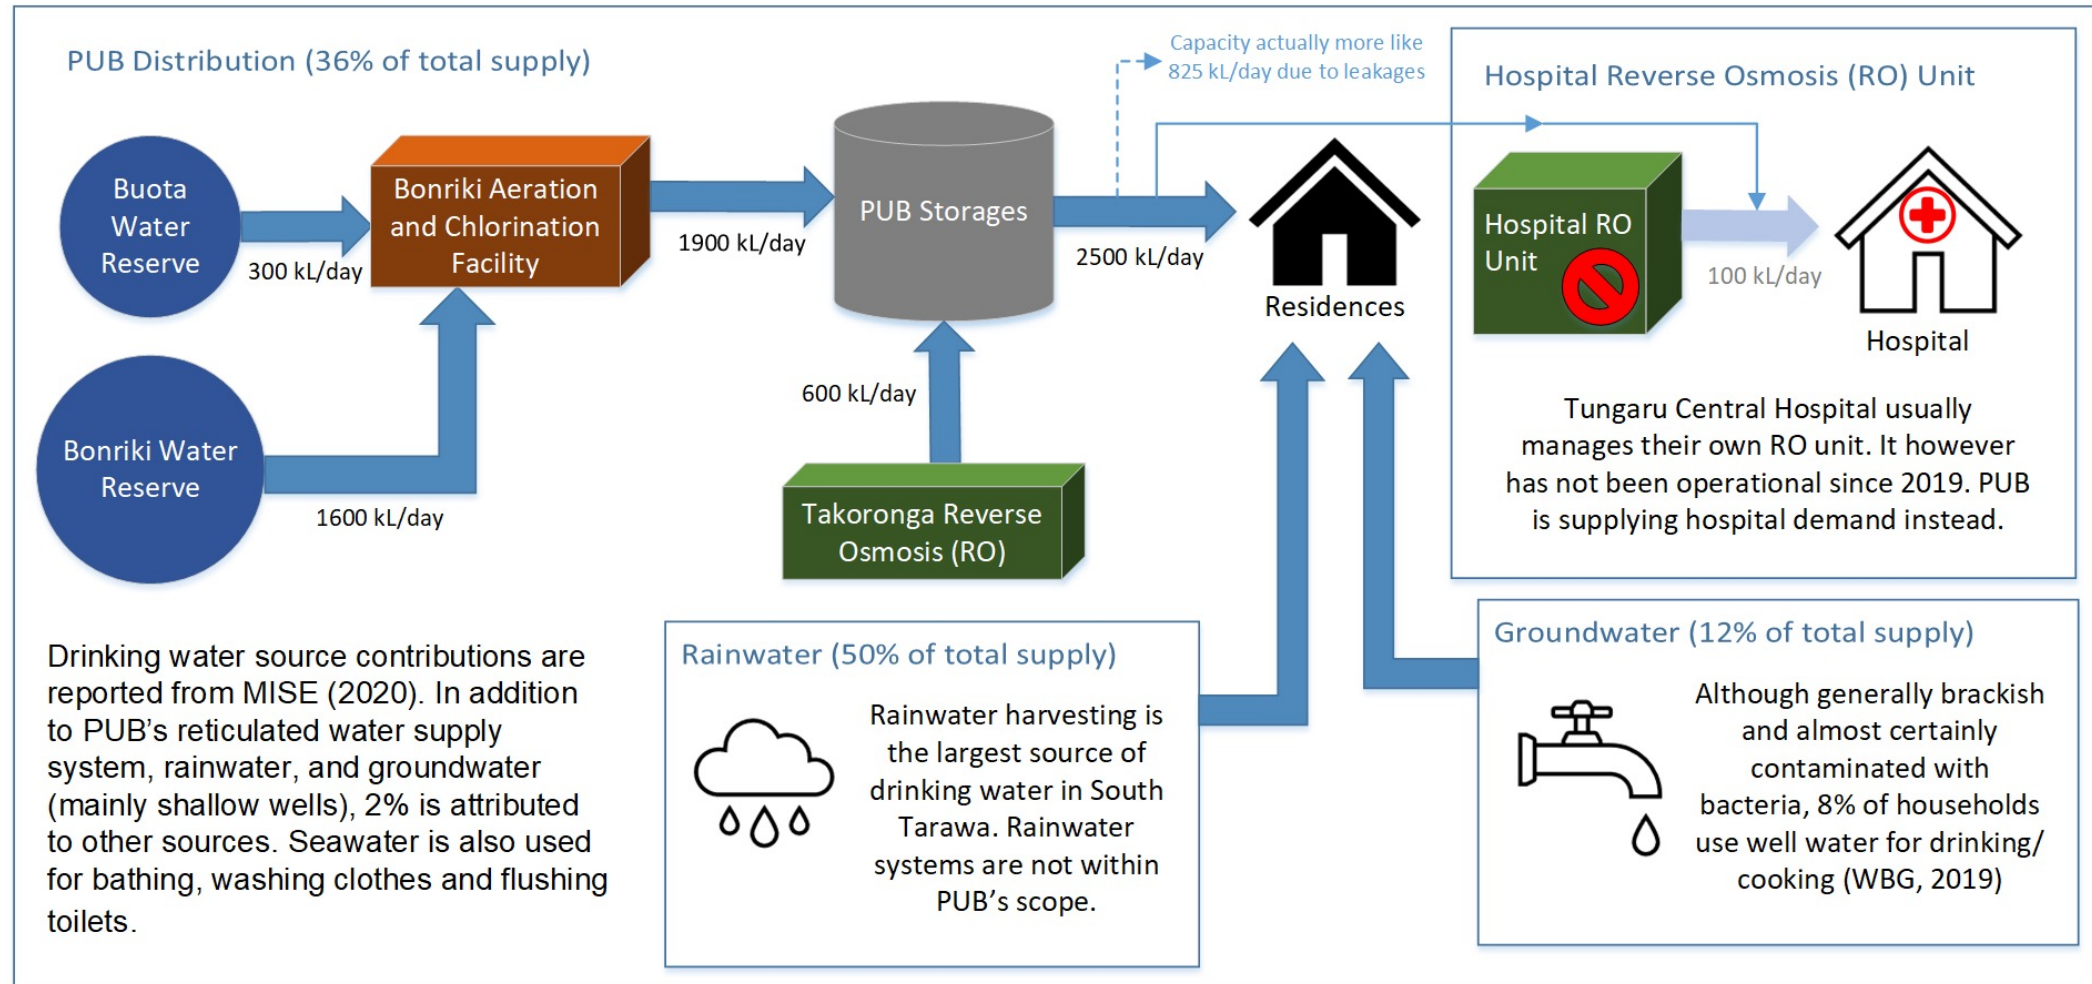 PUB Distribution (36% of total supply)
Capacity actually more like
825 kL/day due to leakages
Buota
Water
Reserve
300 kL/day
Bonriki Aeration
and Chlorination
Facility
1900 kL/day
PUB Storages
2500 kL/day
Residences
Bonriki Water
Reserve
1600 kL/day
600 kL/day
Takoronga Reverse
Osmosis (RO)
Hospital Reverse Osmosis (RO) Unit
Hospital RO
Unit
100 kL/day
Hospital
Tungaru Central Hospital usually
manages their own RO unit. It however
has not been operational since 2019. PUB
is supplying hospital demand instead.
Drinking water source contributions are
reported from MISE (2020). In addition
to PUB’s reticulated water supply
system, rainwater, and groundwater
(mainly shallow wells), 2% is attributed
to other sources. Seawater is also used
for bathing, washing clothes and flushing
toilets.
Rainwater (50% of total supply)
Rainwater harvesting is
the largest source of
drinking water in South
Tarawa. Rainwater
systems are not within
PUB’s scope.
Groundwater (12% of total supply)
Although generally brackish
and almost certainly
contaminated with
bacteria, 8% of households
use well water for drinking/
cooking (WBG, 2019)